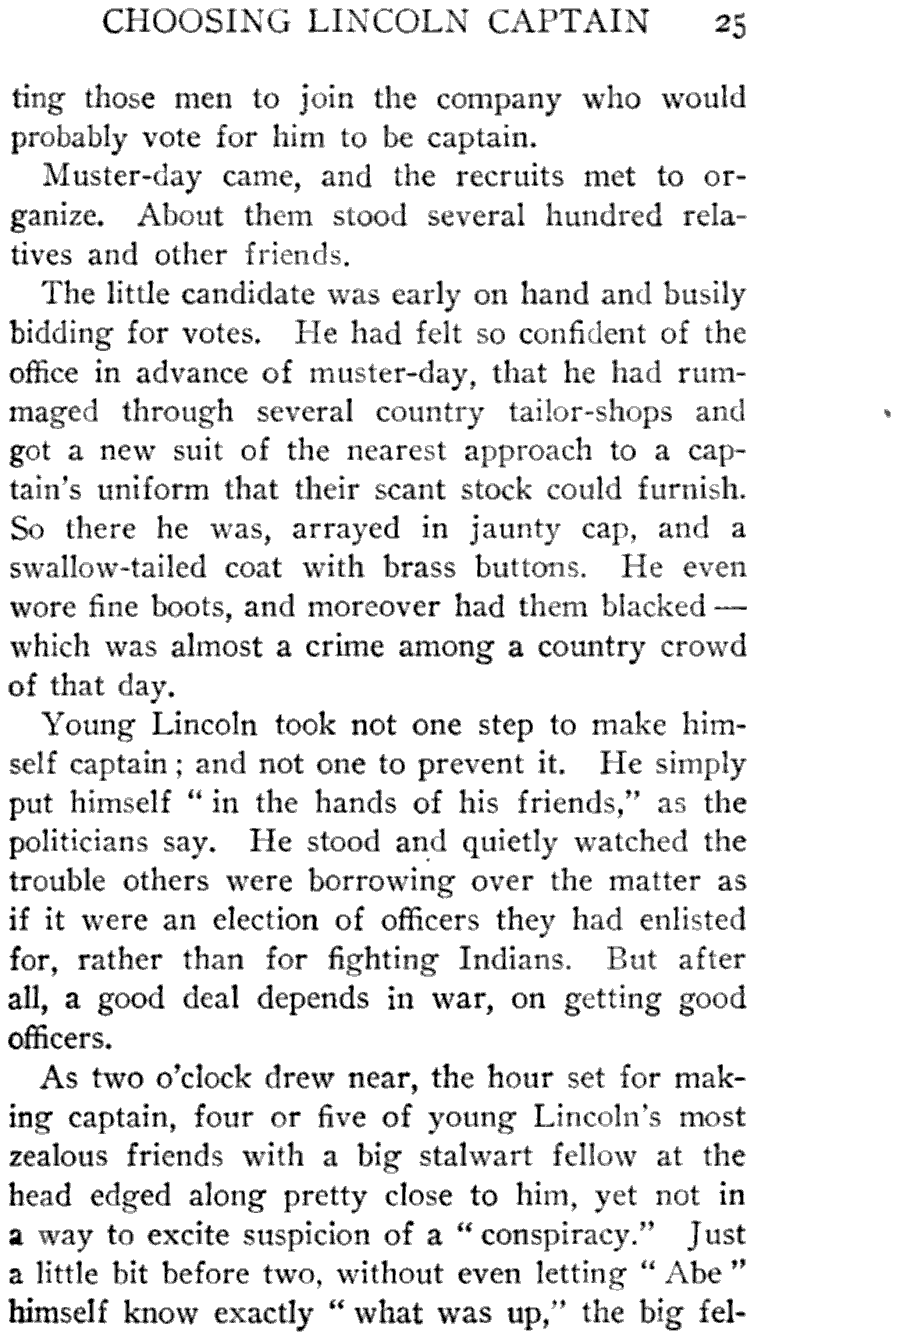 CHOOSING LINCOLN CAPTAIN 25
ting those men to join the company who would
probably vote for him to be captain.
Muster-day came, and the recruits met to or-
ganize. About them stood several hundred rela-
tives and other friends.
The little candidate was early on hand and busily
bidding for votes. He had felt so confident of the
office in advance of muster-day, that he had rum-
maged through several country tailor-shops and
got a new suit of the nearest approach to a cap-
tain's uniform that their scant stock could furnish.
So there he was, arrayed in jaunty cap, and a
swallow-tailed coat with brass buttons. He even
wore fine boots, and moreover had them blacked —
which was almost a crime among a country crowd
of that day.
Young Lincoln took not one step to make him-
self captain ; and not one to prevent it. He simply
put himself “ in the hands of his friends,” as the
politicians say. He stood and quietly watched the
trouble others were borrowing over the matter as
if it were an election of officers they had enlisted
for, rather than for fighting Indians. But after
all, a good deal depends in war, on getting good
officers.
As two o'clock drew near, the hour set for mak-
ing captain, four or five of young Lincoln's most
zealous friends with a big stalwart fellow at the
head edged along pretty close to him, yet not in
a way to excite suspicion of a “ conspiracy.” Just
a little bit before two, without even letting “ Abe ”
himself know exactly “ what was up,” the big fel-